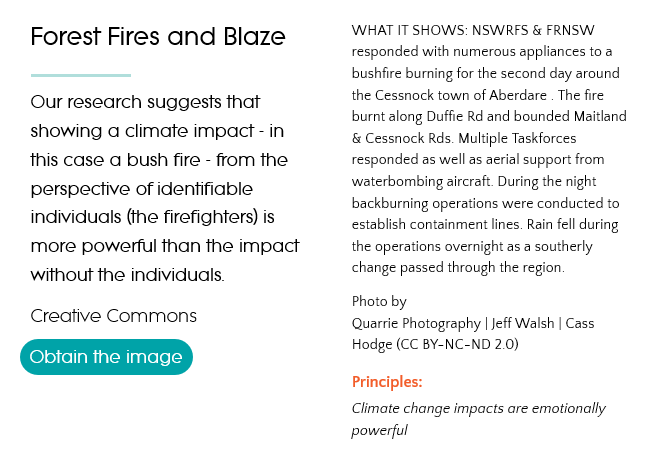 Forest Fires and Blaze
Our research suggests that
showing a climate impact - in
this case a bush fire - from the
perspective of identifiable
individuals (the firefighters) is
more powerful than the impact
without the individuals.
Creative Commons
Obtain the image
WHAT IT SHOWS: NSWRFS & FRNSW
responded with numerous appliances to a
bushfire burning for the second day around
the Cessnock town of Aberdare . The fire
burnt along Duffie Rd and bounded Maitland
& Cessnock Rds. Multiple Taskforces
responded as well as aerial support from
waterbombing aircraft. During the night
backburning operations were conducted to
establish containment lines. Rain fell during
the operations overnight as a southerly
change passed through the region.
Photo by
Quarrie Photography | Jeff Walsh | Cass
Hodge (CC BY-NC-ND 2.0)
Principles:
Climate change impacts are emotionally
powerful